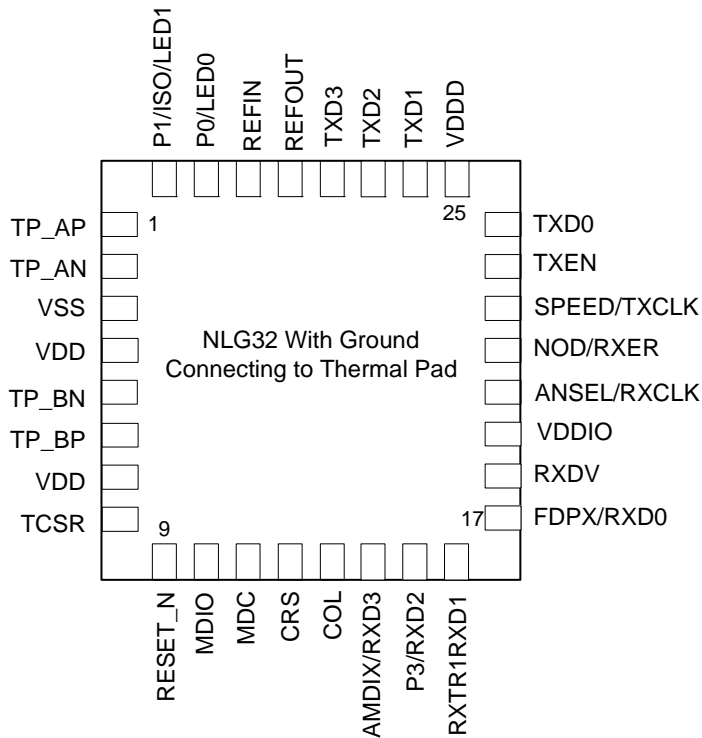 P1/ISO/LED1
P0/LED0
REFIN
REFOUT
TXD3
TXD2
TXD1
VDDD
TP_AP
TP_AN
VSS
VDD
TP_BN
TP_BP
VDD
TCSR
1
25
NLG32 With Ground
Connecting to Thermal Pad
9
17
TXD0
TXEN
SPEED/TXCLK
NOD/RXER
ANSEL/RXCLK
VDDIO
RXDV
FDPX/RXD0
RESET_N
MDIO
MDC
CRS
COL
AMDIX/RXD3
P3/RXD2
RXTR1RXD1